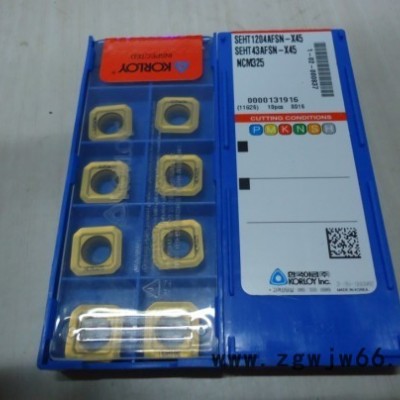 KORLOY
SEHT1204AFSN-X45
SEHT43AFSN-X45
NCM325
0000131916
CUTTING CONDITIONS
P M K N S H
KORLOY Inc.
www.zgwjw66.